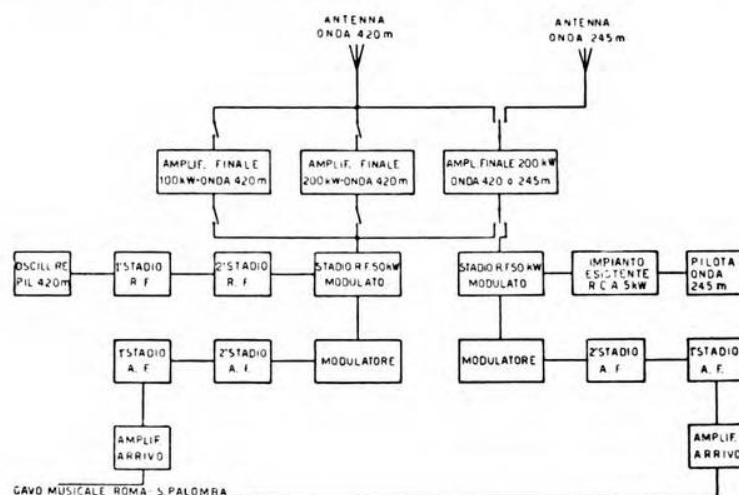 ANTENNA
ONDA 420 m
ANTENNA
ONDA 245 m
AMPLIF. FINALE
100 kW-ONDA 420 m
AMPLIF. FINALE
200 kW-ONDA 420 m
AMPL. FINALE 200 kW
ONDA 420 o 245 m
OSCILL.RE
PIL 420 m
1° STADIO
R. F
2° STADIO
R. F
STADIO R.F. 50 kW
MODULATO
STADIO R.F. 50 kW
MODULATO
IMPIANTO
ESISTENTE
R C A 5 kW
PILOTA
ONDA
245 m
1° STADIO
A. F.
2° STADIO
A. F.
MODULATORE
MODULATORE
2° STADIO
A. F
1° STADIO
A. F.
AMPLIF.
ARRIVO
AMPLIF.
ARRIVO
CAVO MUSICALE ROMA - S. PALOMBA